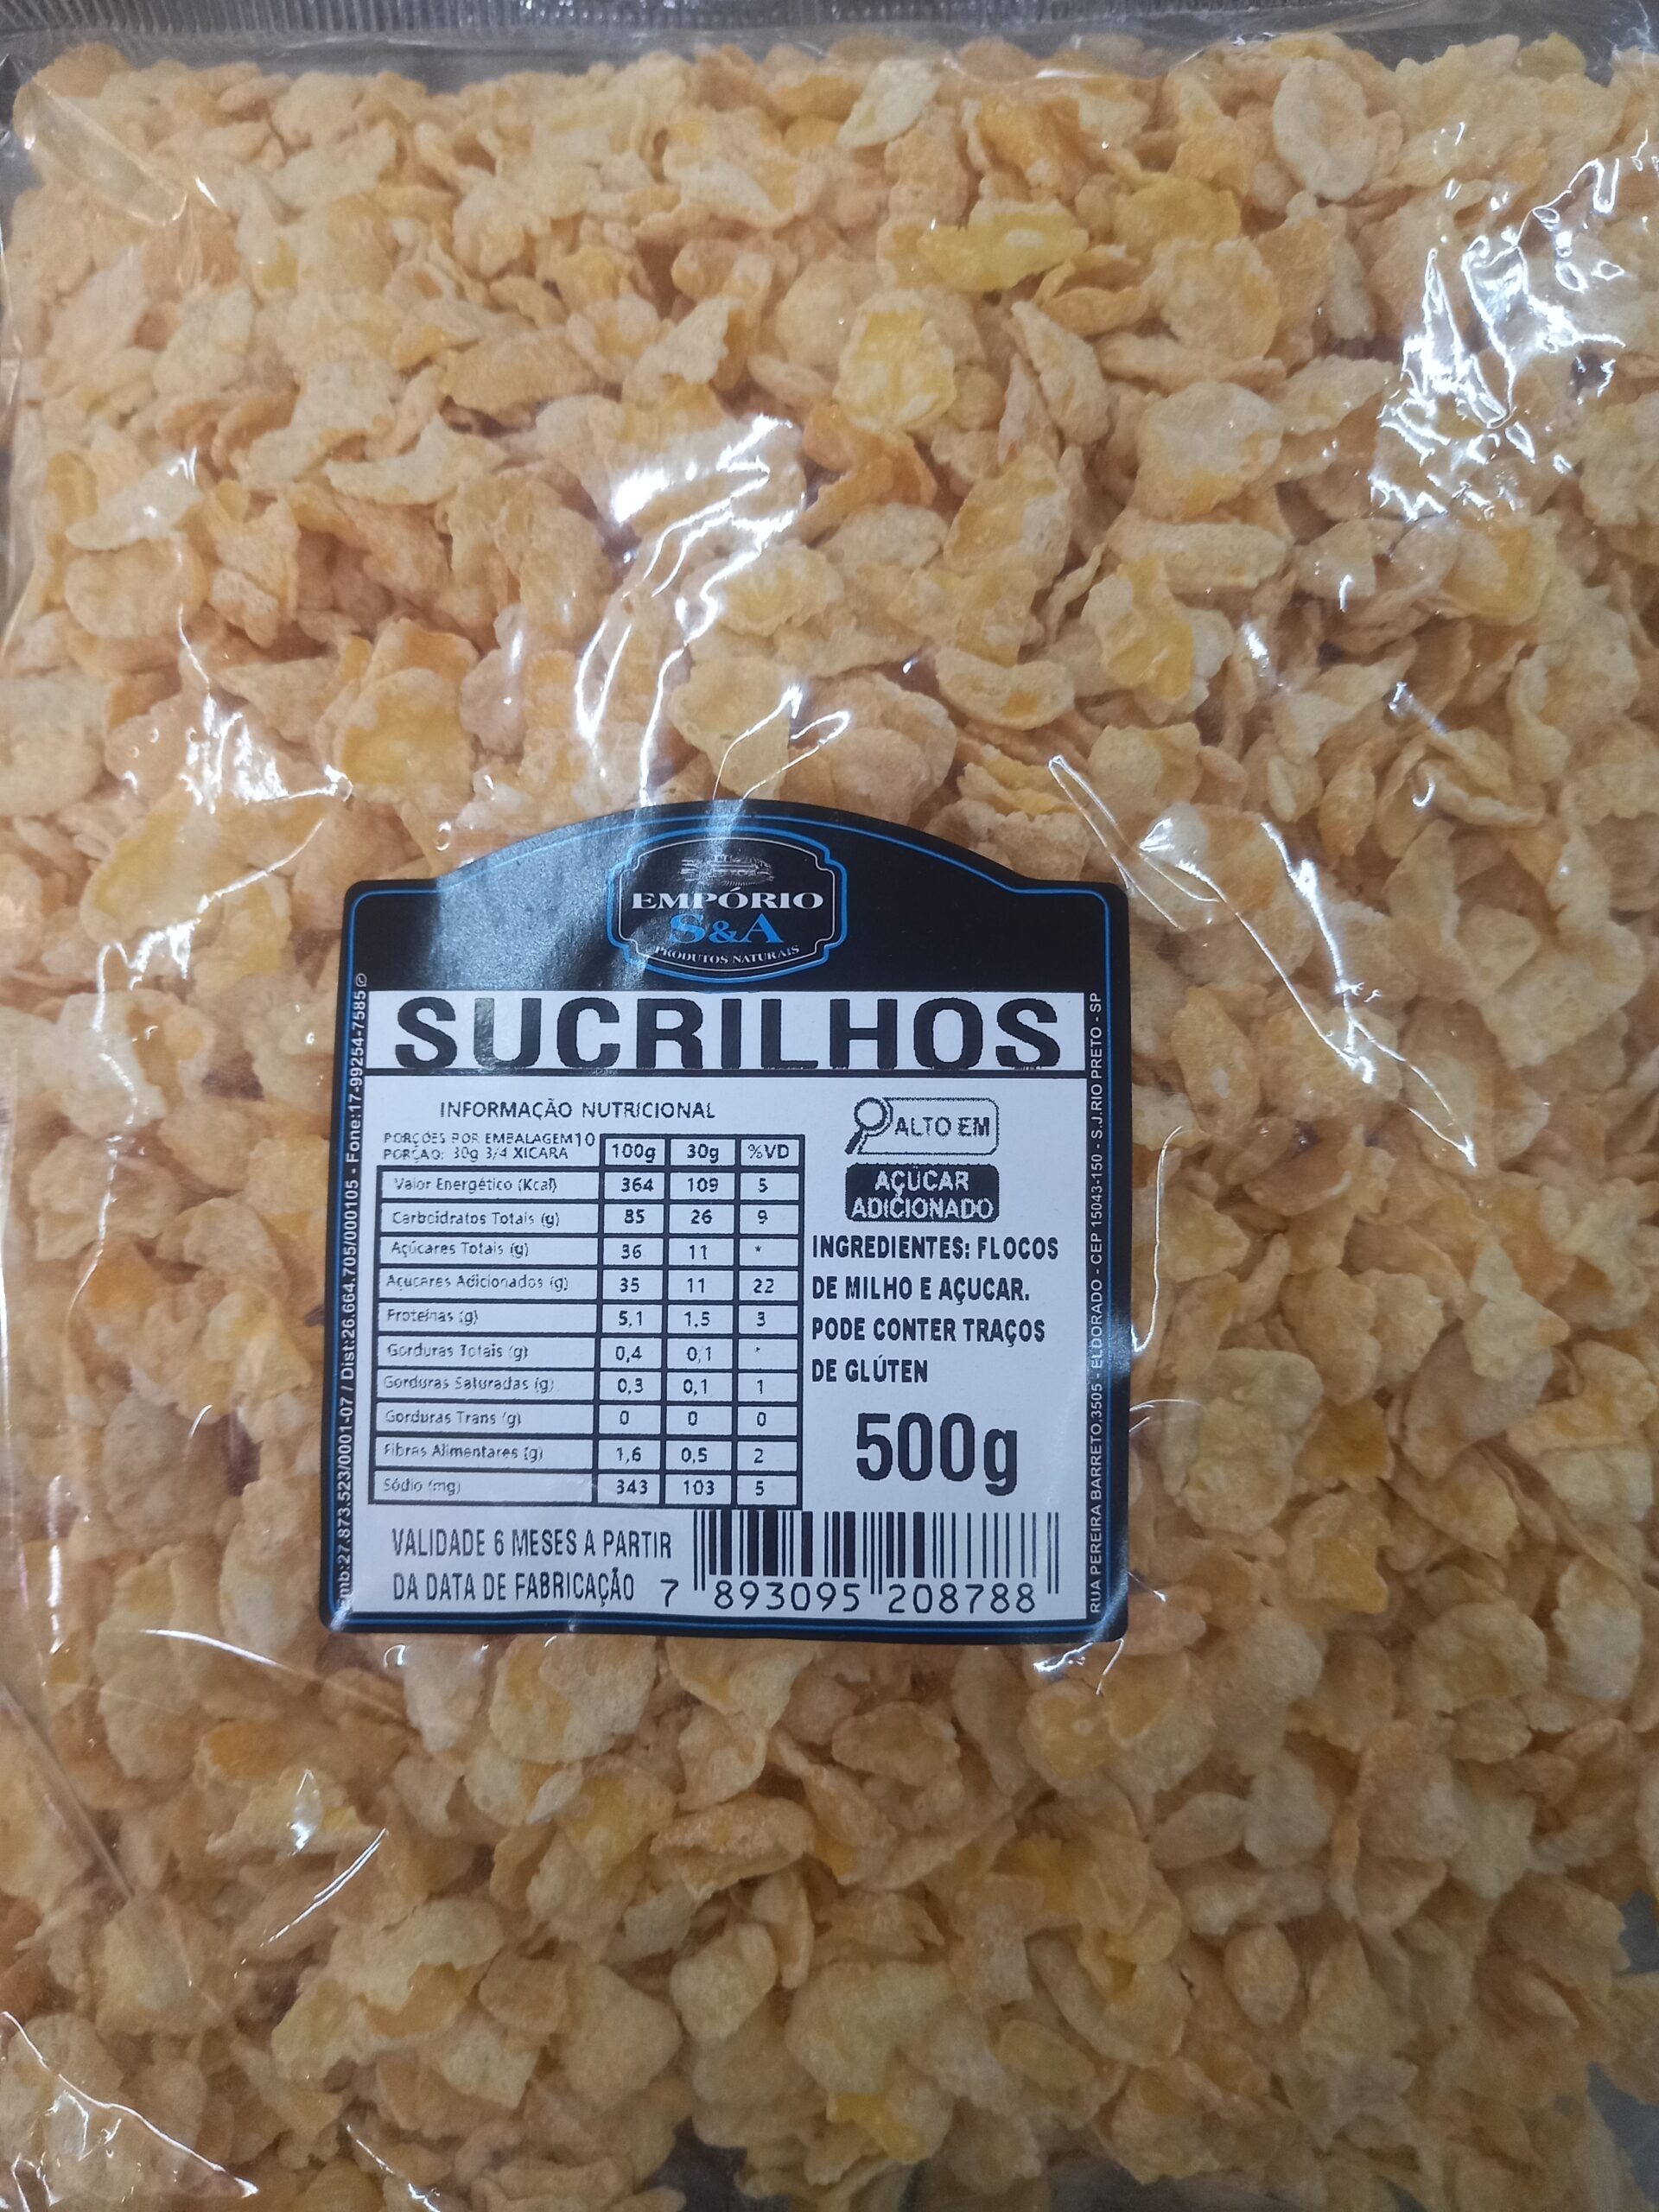 EMPÓRIO
S&A
PRODUTOS NATURAIS
SUCRILHOS
INFORMAÇÃO NUTRICIONAL
PORÇÕES POR EMBALAGEM 10
PORÇÃO: 30g 3/4 XICARA
100g 30g %VD
Valor Energético (Kcal) 364 109 5
Carboidratos Totais (g) 85 26 9
Açúcares Totais (g) 36 11 *
Açucares Adicionados (g) 35 11 22
Proteínas (g) 5,1 1,5 3
Gorduras Totais (g) 0,4 0,1 *
Gorduras Saturadas (g) 0,3 0,1 1
Gorduras Trans (g) 0 0 0
Fibras Alimentares (g) 1,6 0,5 2
Sódio (mg) 343 103 5
ALTO EM
AÇÚCAR
ADICIONADO
INGREDIENTES: FLOCOS
DE MILHO E AÇUCAR.
PODE CONTER TRAÇOS
DE GLÚTEN
500g
VALIDADE 6 MESES A PARTIR
DA DATA DE FABRICAÇÃO
7 893095 208788
Emb:27.873.523/0001-07 / Dist:26.664.705/000105 - Fone:17-99254-7585
RUA PEREIRA BARRETO,3505 - ELDORADO - CEP 15043-150 - S.J.RIO PRETO - SP